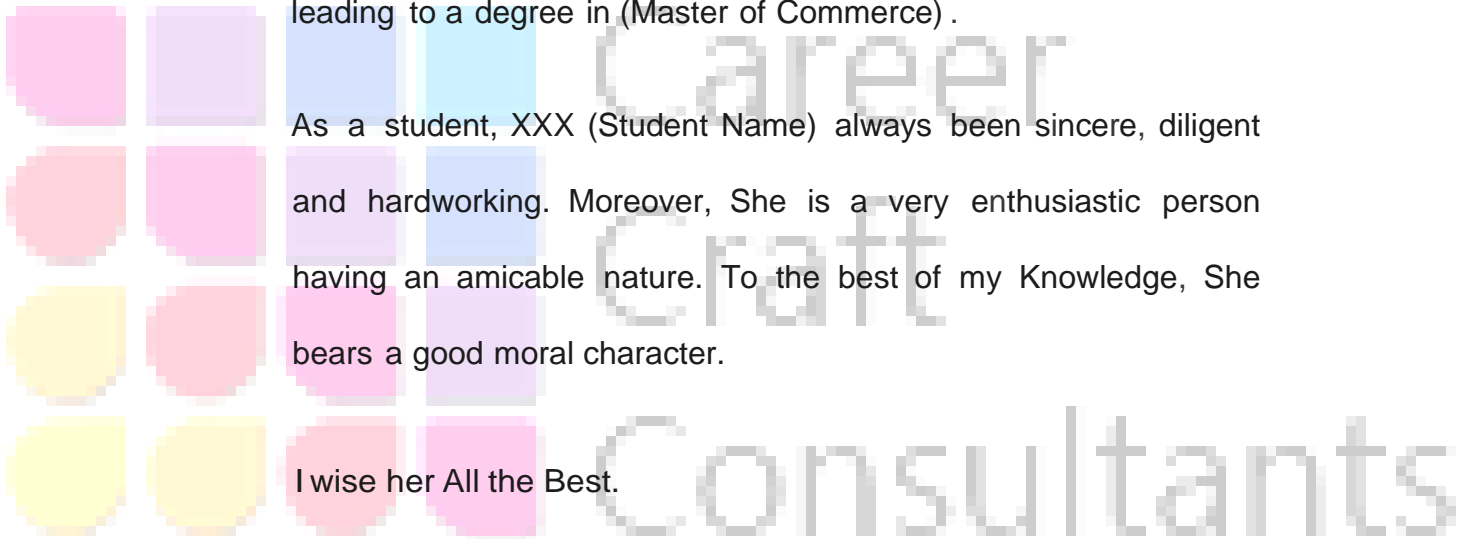 leading to a degree in (Master of Commerce) .
Career
As a student, XXX (Student Name) always been sincere, diligent
and hardworking. Moreover, She is a very enthusiastic person
Craft
having an amicable nature. To the best of my Knowledge, She
bears a good moral character.
Consultants
I wise her All the Best.